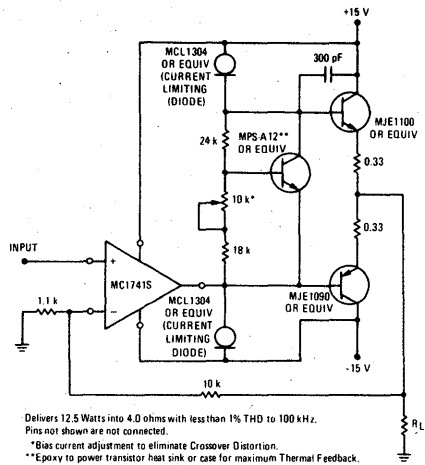 +15 V
MCL1304
OR EQUIV
(CURRENT
LIMITING
(DIODE)
300 pF
MJE1100
OR EQUIV
24k
MPS-A12**
OR EQUIV
0.33
10 k*
0.33
18 k
INPUT
+
MC1741S
−
1.1 k
MCL1304
OR EQUIV
(CURRENT
LIMITING
DIODE)
MJE1090
OR EQUIV
-15 V
10 k
RL
Delivers 12.5 Watts into 4.0 ohms with less than 1% THD to 100 kHz.
Pins not shown are not connected.
*Bias current adjustment to eliminate Crossover Distortion.
**Epoxy to power transistor heat sink or case for maximum Thermal Feedback.